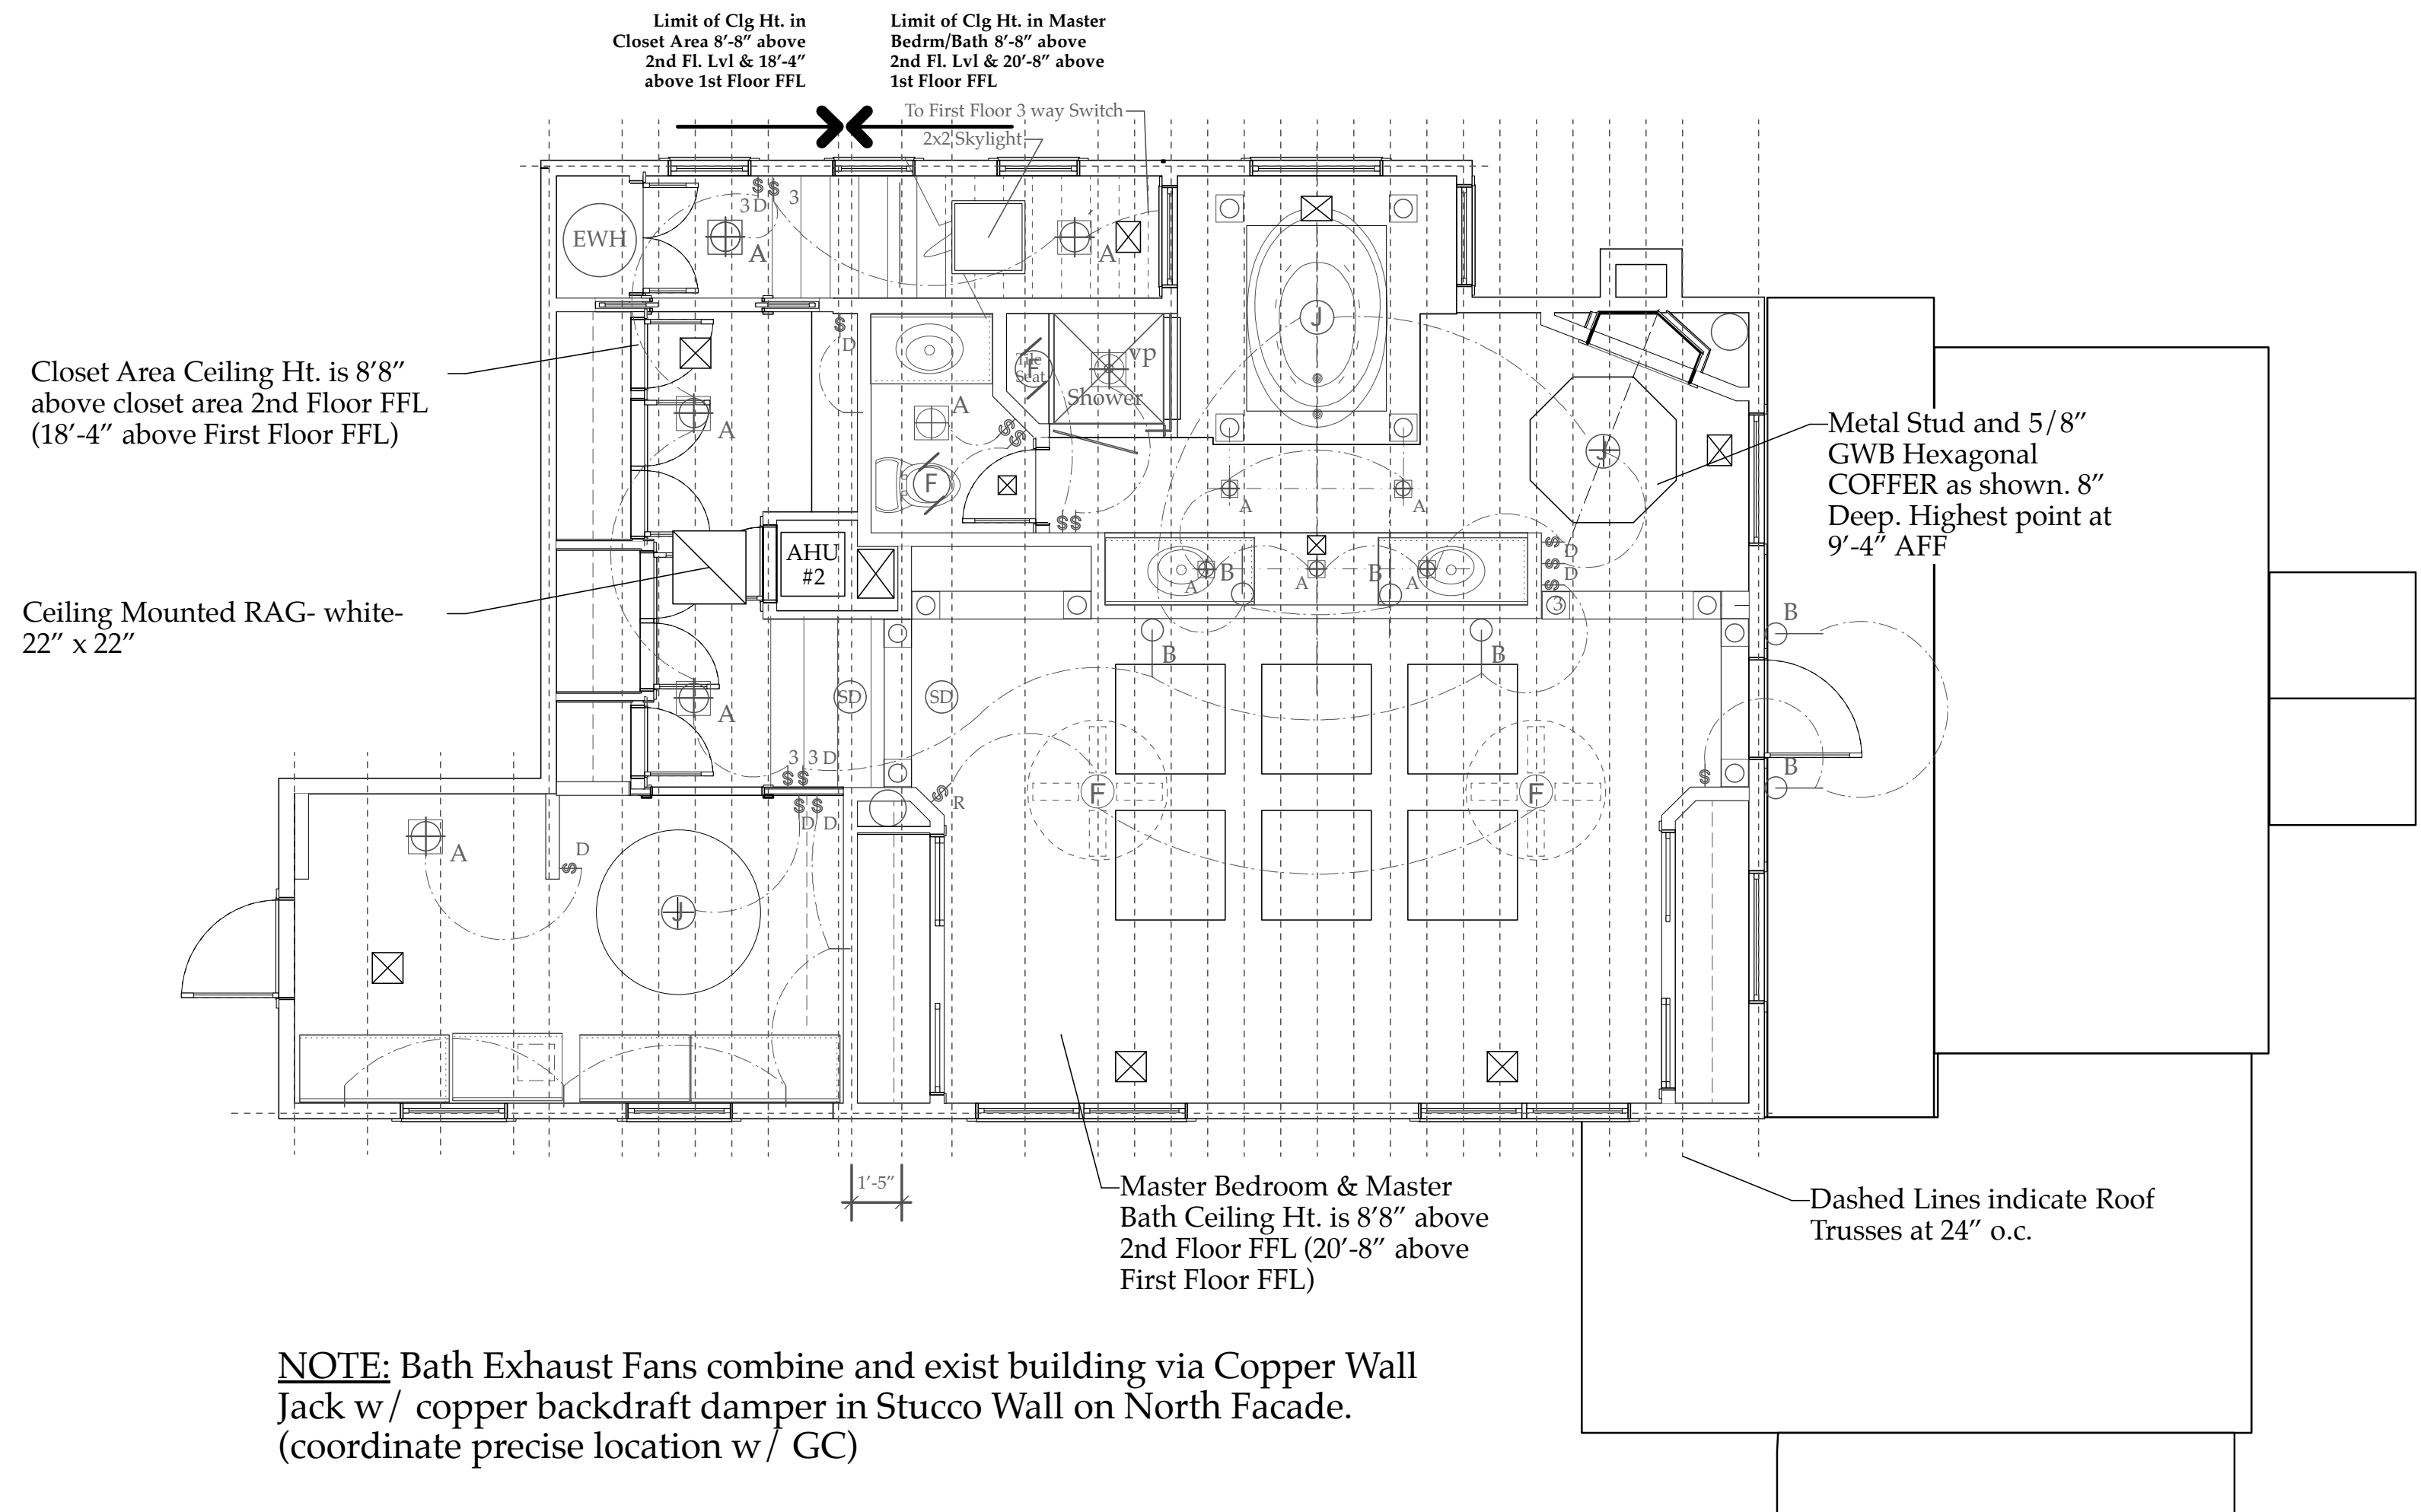 Limit of Clg Ht. in
Closet Area 8'-8" above
2nd Fl. Lvl & 18'-4"
above 1st Floor FFL
Limit of Clg Ht. in Master
Bedrm/Bath 8'-8" above
2nd Fl. Lvl & 20'-8" above
1st Floor FFL
To First Floor 3 way Switch
2x2 Skylight
$ $
3 D
3
EWH
A
A
J
$
D
Tile
Seat
F
vp
Shower
Closet Area Ceiling Ht. is 8'8"
above closet area 2nd Floor FFL
(18'-4" above First Floor FFL)
A
A
$ $
F
A
A
J
Metal Stud and 5/8"
GWB Hexagonal
COFFER as shown. 8"
Deep. Highest point at
9'-4" AFF
$ $
AHU
#2
A
B
A
B
A
$ D
$ D
$
3
Ceiling Mounted RAG- white-
22" x 22"
B
B
B
SD
SD
A
3 3 D
$ $
$ $
D D
$
R
F
F
$
B
A
$
D
J
1'-5"
Master Bedroom & Master
Bath Ceiling Ht. is 8'8" above
2nd Floor FFL (20'-8" above
First Floor FFL)
Dashed Lines indicate Roof
Trusses at 24" o.c.
NOTE: Bath Exhaust Fans combine and exist building via Copper Wall
Jack w/ copper backdraft damper in Stucco Wall on North Facade.
(coordinate precise location w/ GC)